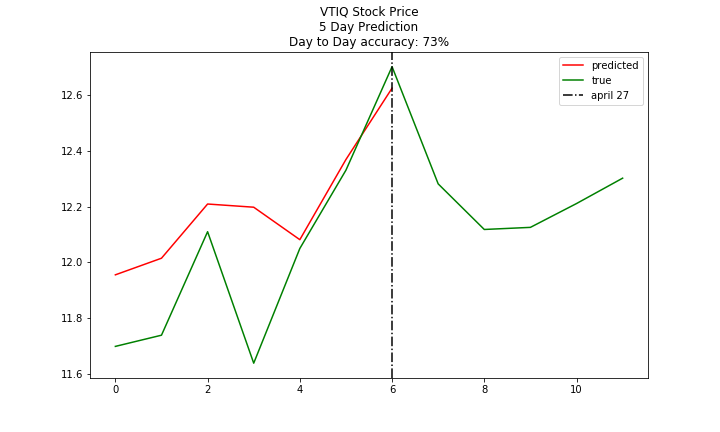 VTIQ Stock Price
5 Day Prediction
Day to Day accuracy: 73%
predicted
true
april 27
12.6
12.4
12.2
12.0
11.8
11.6
0 2 4 6 8 10